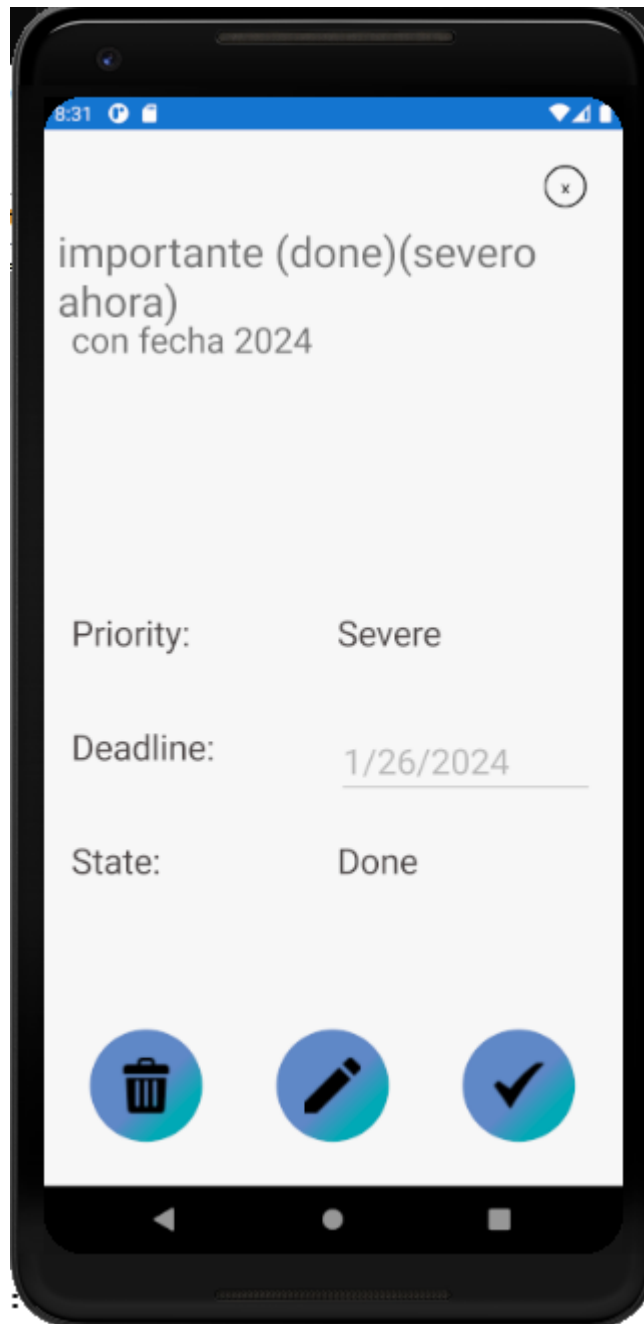 8:31
x
importante (done)(severo
ahora)
con fecha 2024
Priority: Severe
Deadline: 1/26/2024
State: Done